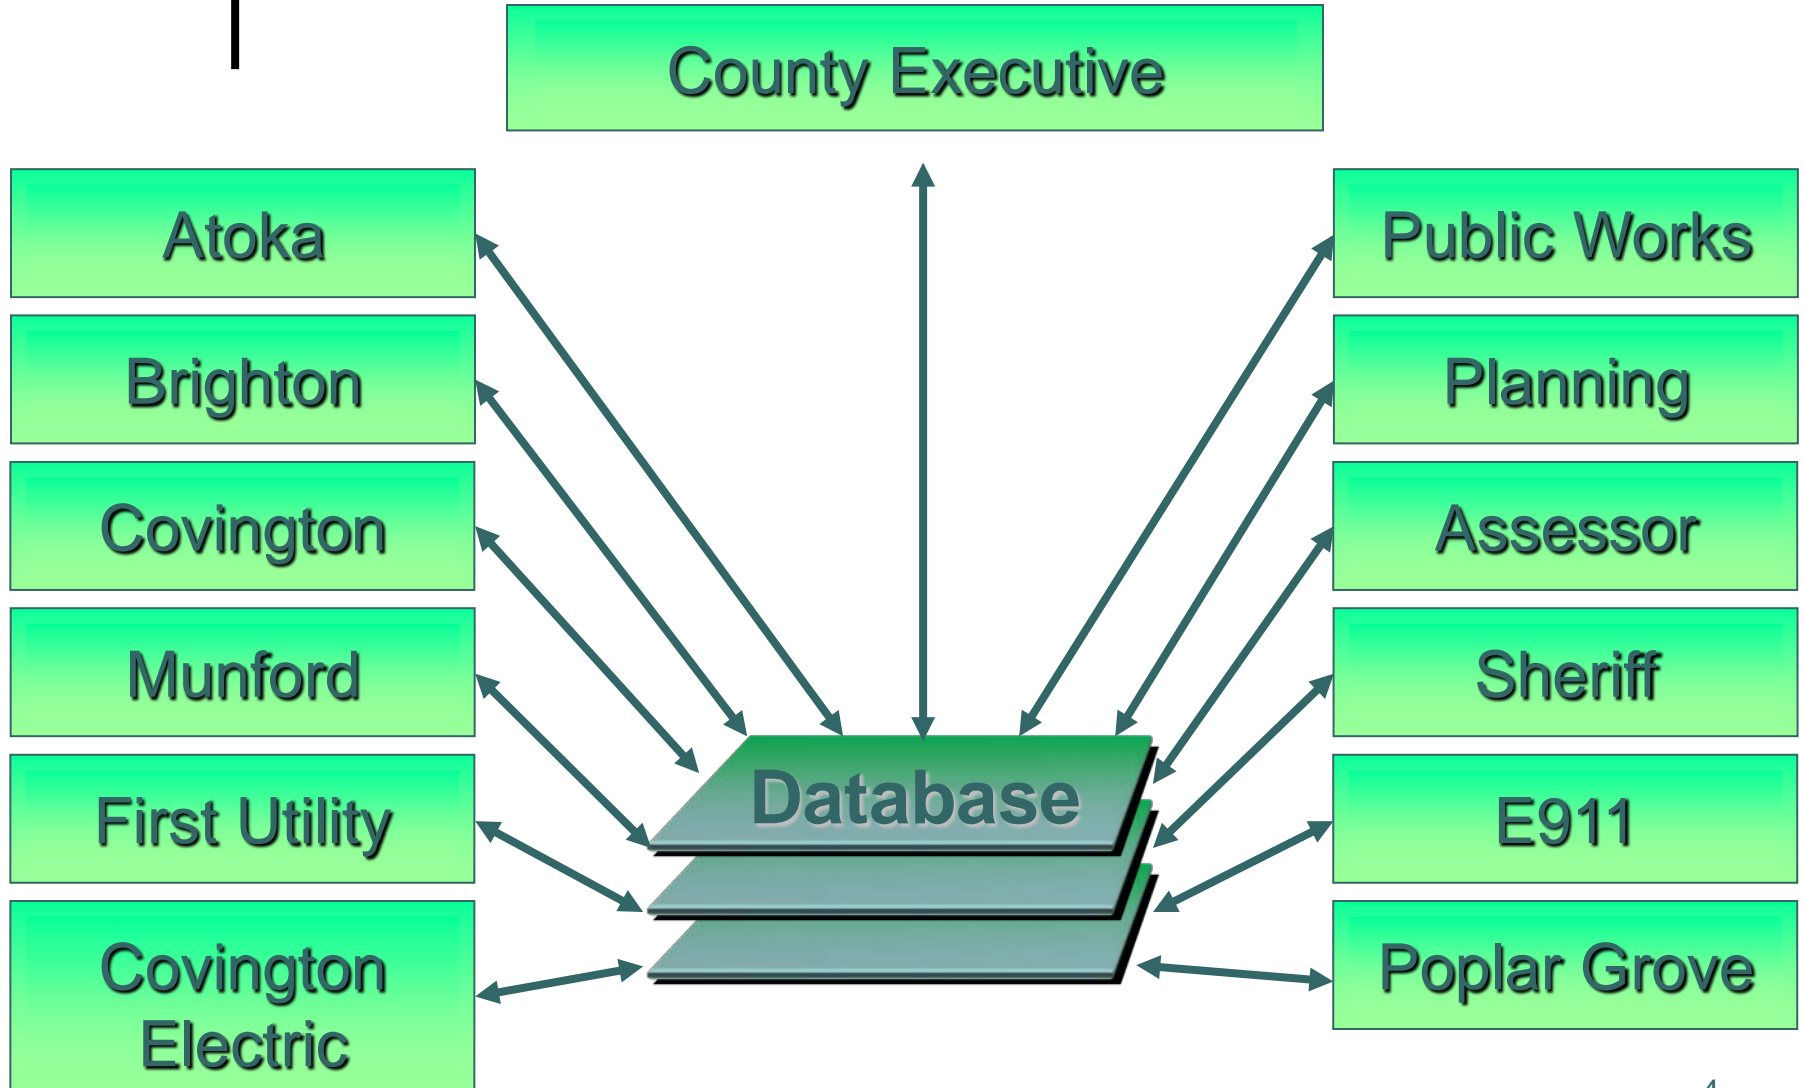 County Executive
Atoka
Brighton
Covington
Munford
First Utility
Covington
Electric
Database
Public Works
Planning
Assessor
Sheriff
E911
Poplar Grove